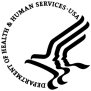 DEPARTMENT OF HEALTH & HUMAN SERVICES · USA